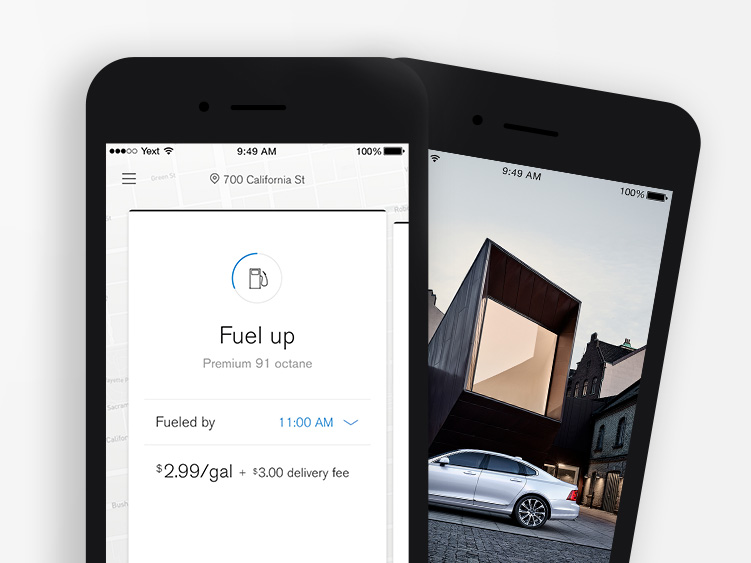 Yext
9:49 AM
100%
Green St
700 California St
Fuel up
Premium 91 octane
Fueled by
11:00 AM
$2.99/gal + $3.00 delivery fee
9:49 AM
100%